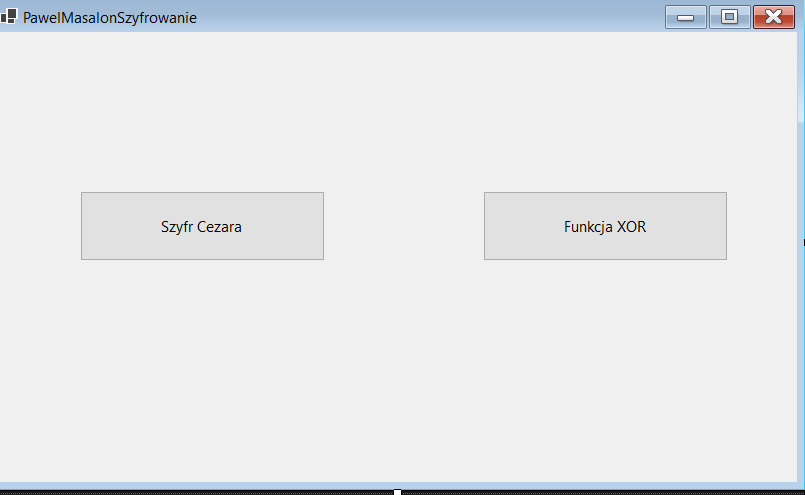 PawelMasalonSzyfrowanie
Szyfr Cezara
Funkcja XOR